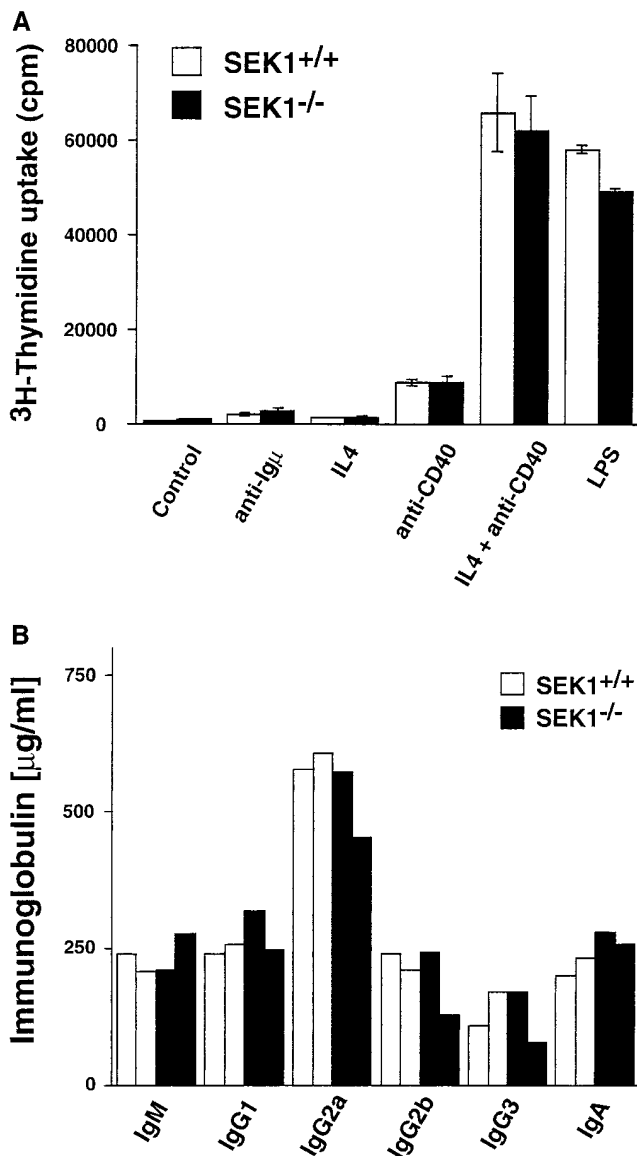 A
³H-Thymidine uptake (cpm)
80000
60000
40000
20000
0
SEK1+/+
SEK1-/-
Control
anti-Igμ
IL4
anti-CD40
IL4 + anti-CD40
LPS
B
Immunoglobulin [μg/ml]
750
500
250
0
SEK1+/+
SEK1-/-
IgM
IgG1
IgG2a
IgG2b
IgG3
IgA